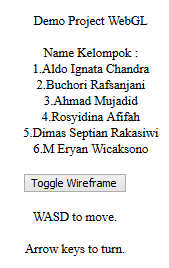 Demo Project WebGL
Name Kelompok :
1.Aldo Ignata Chandra
2.Buchori Rafsanjani
3.Ahmad Mujadid
4.Rosyidina Afifah
5.Dimas Septian Rakasiwi
6.M Eryan Wicaksono
Toggle Wireframe
WASD to move.
Arrow keys to turn.